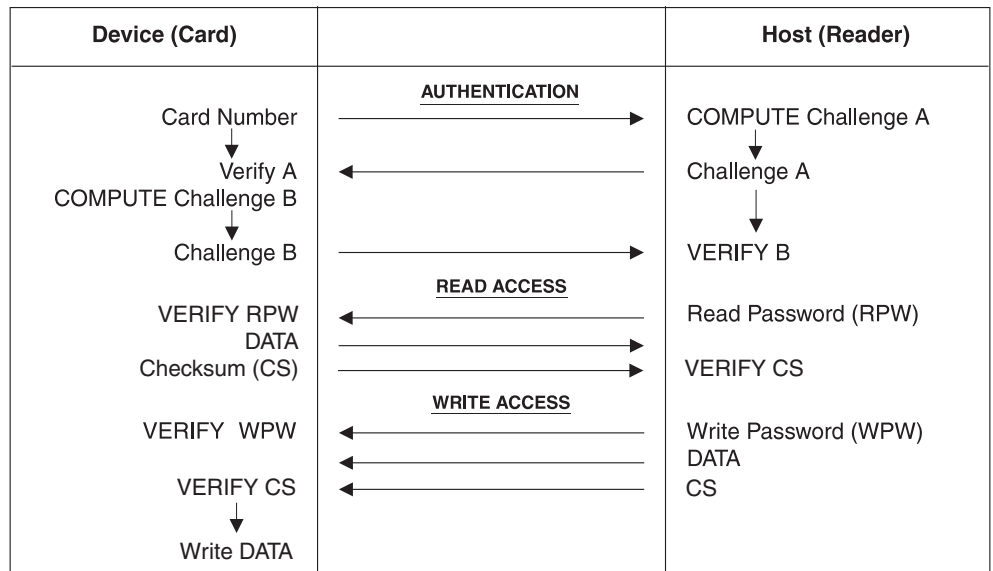 Device (Card) Host (Reader)
AUTHENTICATION
Card Number COMPUTE Challenge A
Verify A Challenge A
COMPUTE Challenge B
Challenge B VERIFY B
READ ACCESS
VERIFY RPW Read Password (RPW)
DATA
Checksum (CS) VERIFY CS
WRITE ACCESS
VERIFY WPW Write Password (WPW)
DATA
VERIFY CS CS
Write DATA